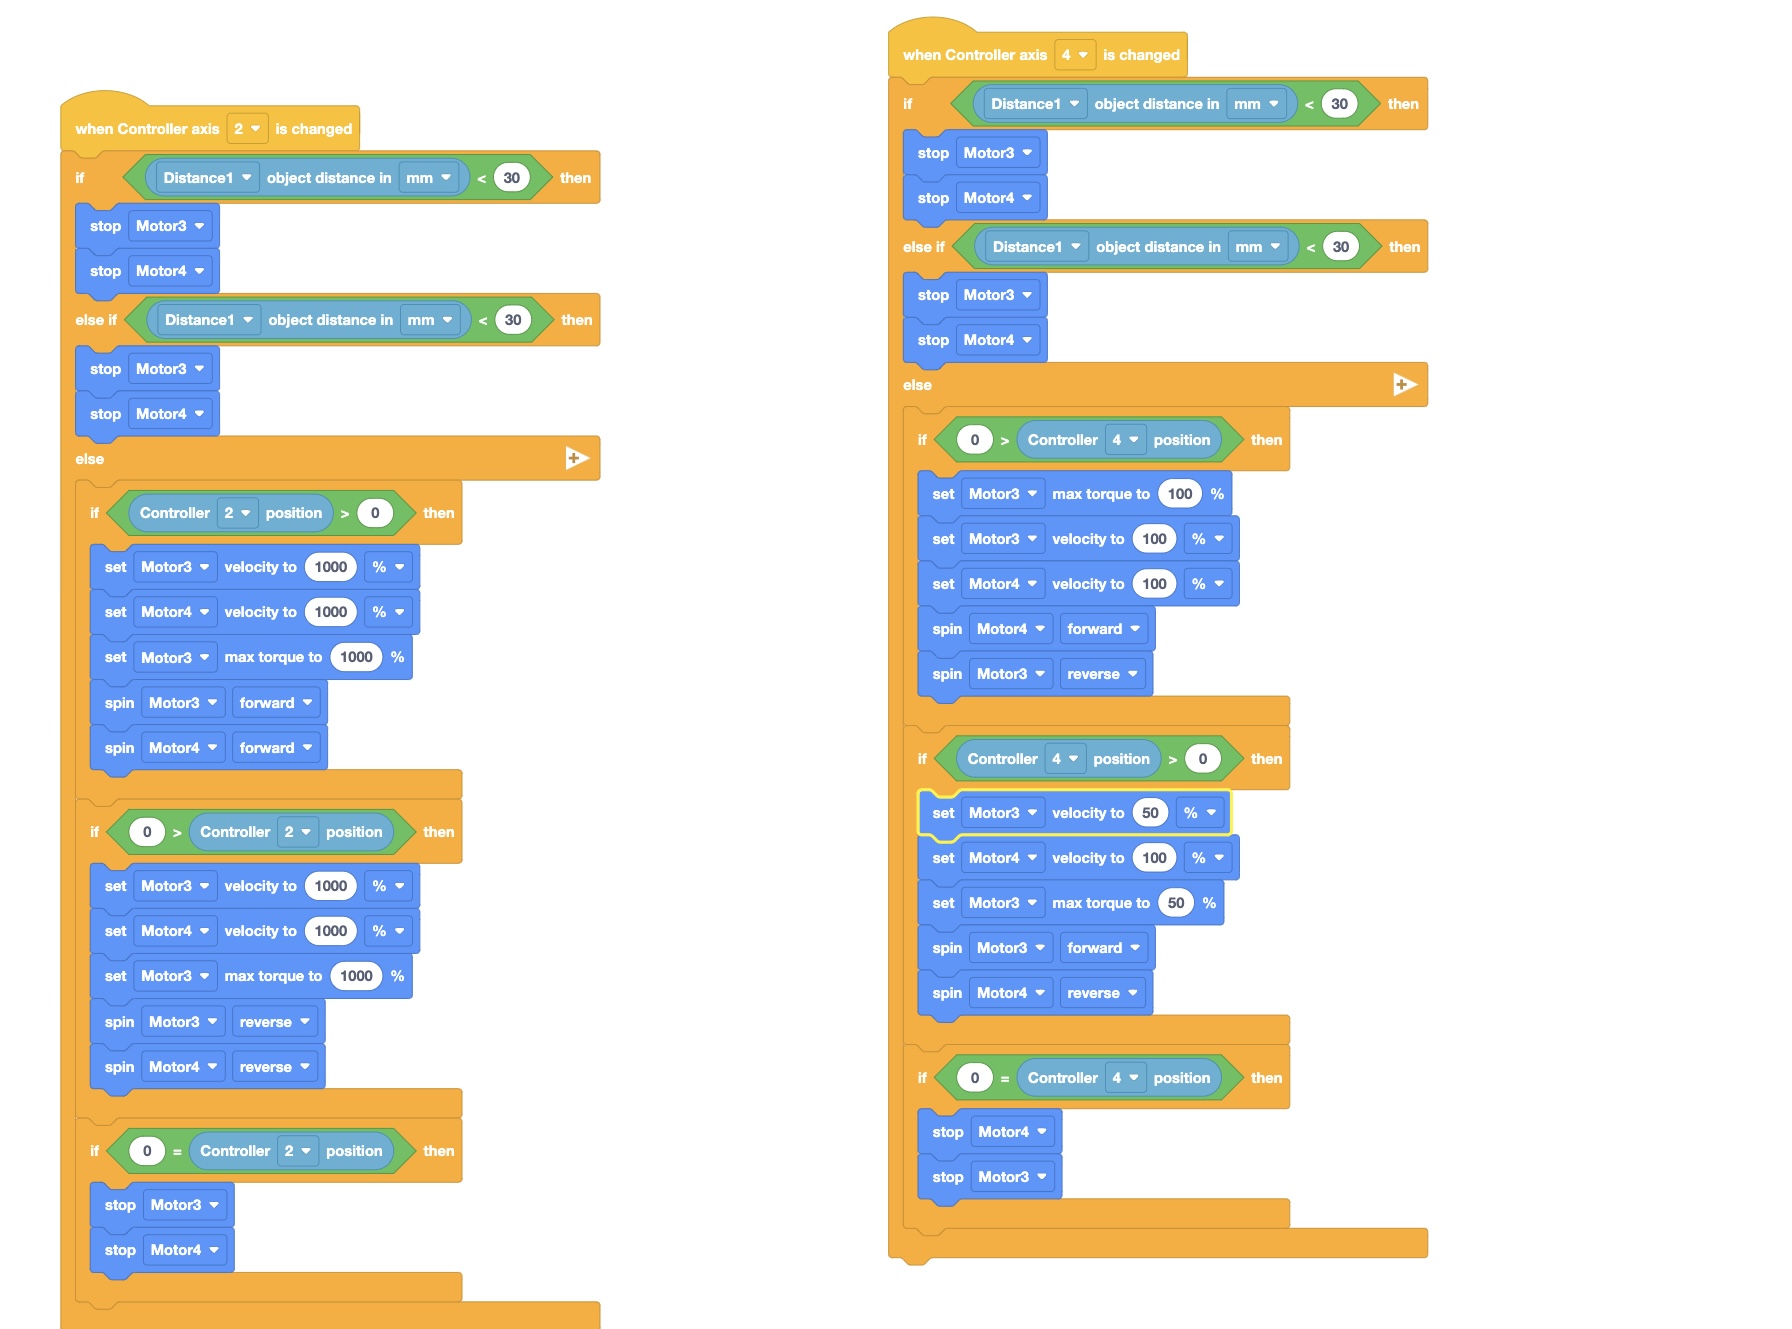 when Controller axis 2 is changed
if Distance1 object distance in mm < 30 then
stop Motor3
stop Motor4
else if Distance1 object distance in mm < 30 then
stop Motor3
stop Motor4
else
if Controller 2 position > 0 then
set Motor3 velocity to 1000 %
set Motor4 velocity to 1000 %
set Motor3 max torque to 1000 %
spin Motor3 forward
spin Motor4 forward
if 0 > Controller 2 position then
set Motor3 velocity to 1000 %
set Motor4 velocity to 1000 %
set Motor3 max torque to 1000 %
spin Motor3 reverse
spin Motor4 reverse
if 0 = Controller 2 position then
stop Motor3
stop Motor4
when Controller axis 4 is changed
if Distance1 object distance in mm < 30 then
stop Motor3
stop Motor4
else if Distance1 object distance in mm < 30 then
stop Motor3
stop Motor4
else
if 0 > Controller 4 position then
set Motor3 max torque to 100 %
set Motor3 velocity to 100 %
set Motor4 velocity to 100 %
spin Motor4 forward
spin Motor3 reverse
if Controller 4 position > 0 then
set Motor3 velocity to 50 %
set Motor4 velocity to 100 %
set Motor3 max torque to 50 %
spin Motor3 forward
spin Motor4 reverse
if 0 = Controller 4 position then
stop Motor4
stop Motor3